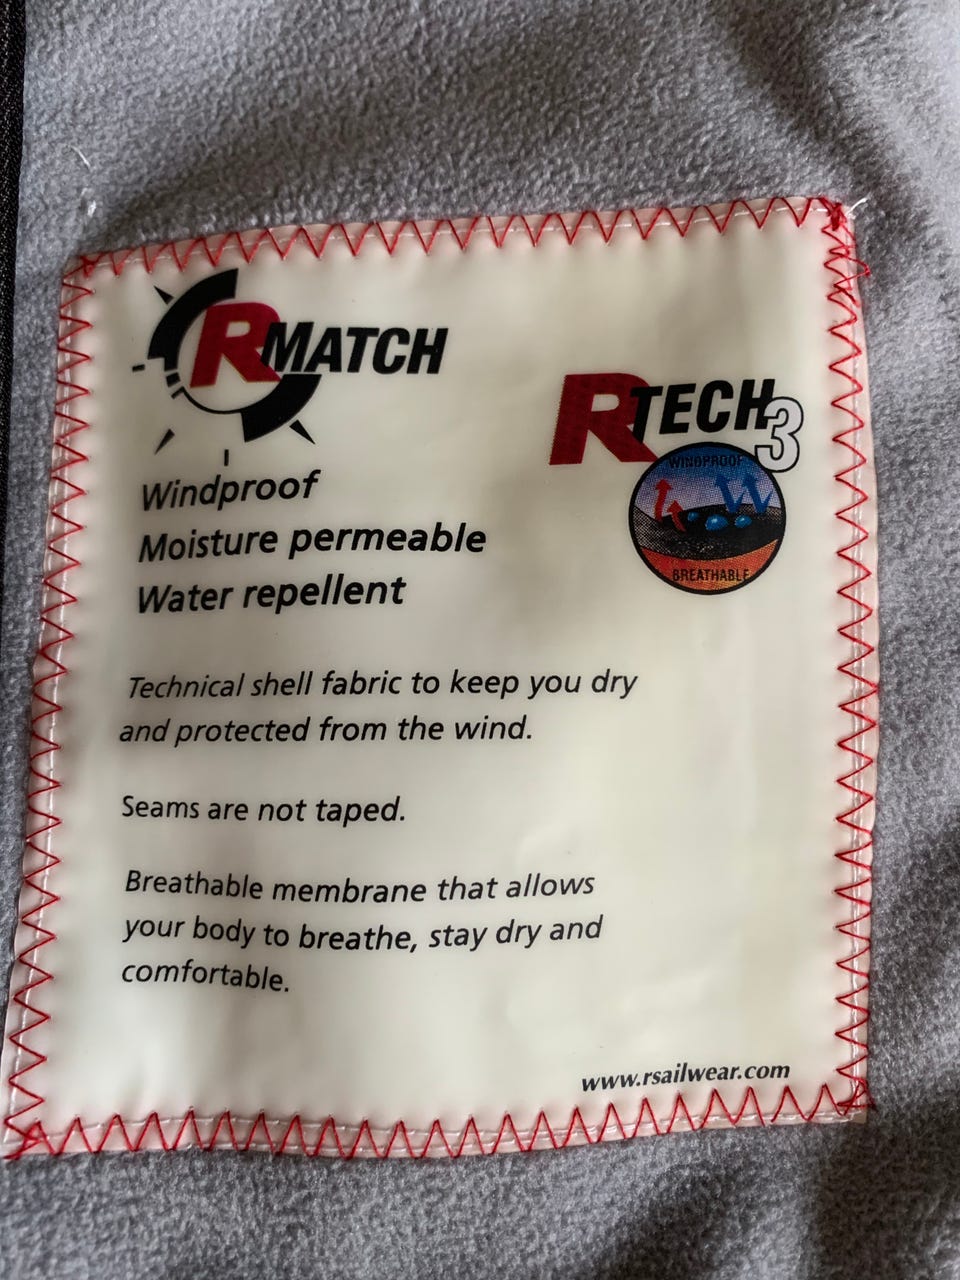 RMATCH
RTECH3
WINDPROOF
BREATHABLE
Windproof
Moisture permeable
Water repellent
Technical shell fabric to keep you dry
and protected from the wind.
Seams are not taped.
Breathable membrane that allows
your body to breathe, stay dry and
comfortable.
www.rsailwear.com